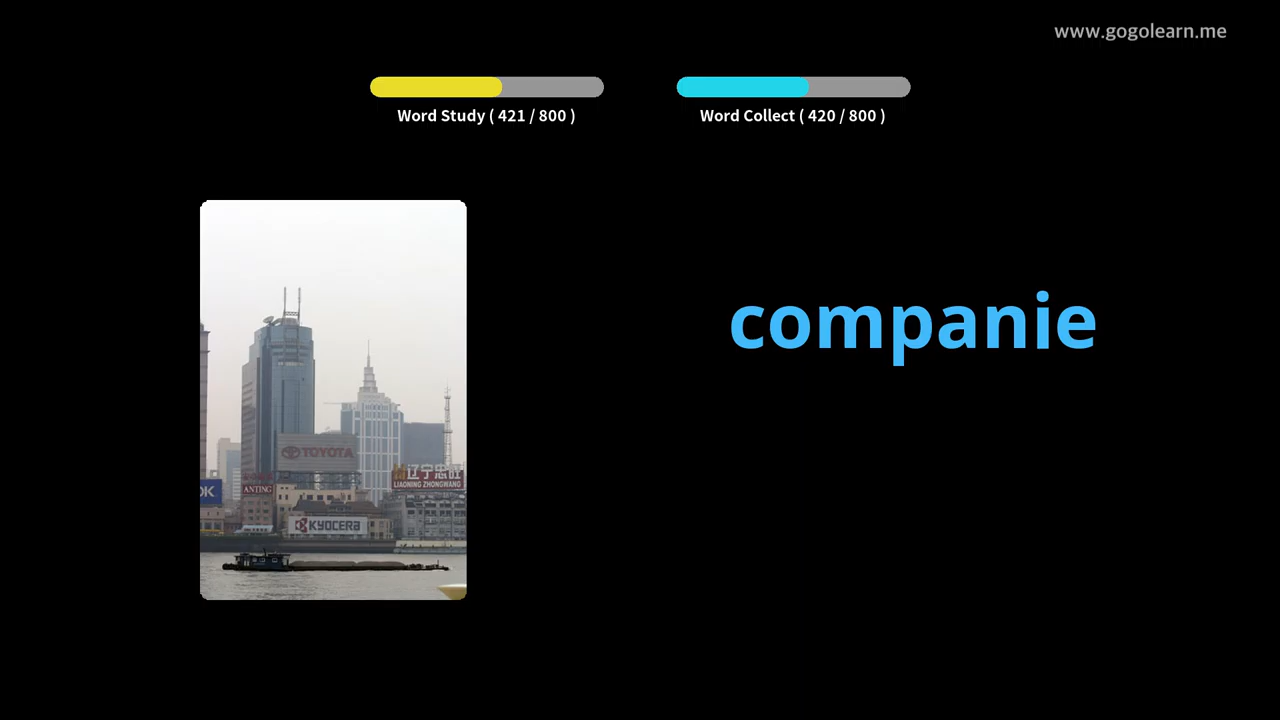 www.gogolearn.me
Word Study ( 421 / 800 )
Word Collect ( 420 / 800 )
companie
TOYOTA
辽宁忠旺
LIAONING ZHONGWANG
OK
ANTING
KYOCERA